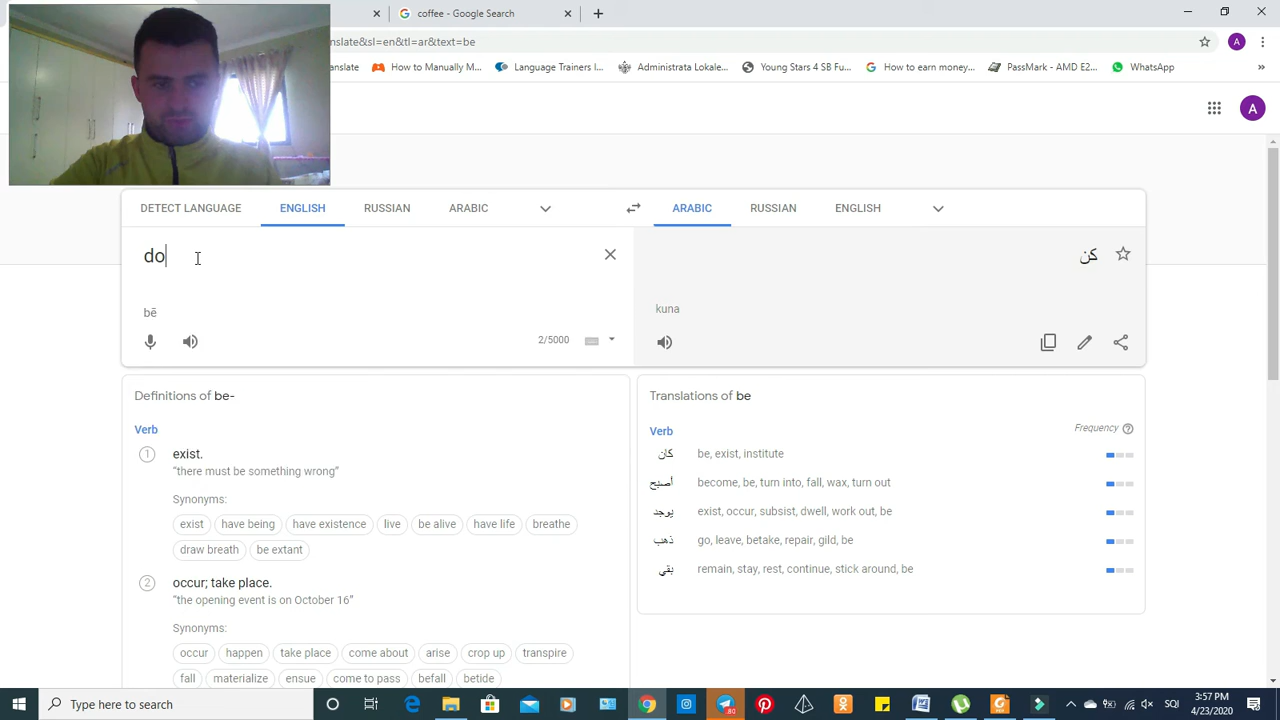 coffee - Google Search
nslate&sl=en&tl=ar&text=be
nslate
How to Manually M...
Language Trainers I...
Administrata Lokale...
Young Stars 4 SB Fu...
How to earn money...
PassMark - AMD E2...
WhatsApp
»
A
A
DETECT LANGUAGE
ENGLISH
RUSSIAN
ARABIC
ARABIC
RUSSIAN
ENGLISH
do
كن
bē
kuna
2/5000
Definitions of be-
Verb
1
exist.
“there must be something wrong”
Synonyms:
exist
have being
have existence
live
be alive
have life
breathe
draw breath
be extant
2
occur; take place.
“the opening event is on October 16”
Synonyms:
occur
happen
take place
come about
arise
crop up
transpire
fall
materialize
ensue
come to pass
befall
betide
Translations of be
Frequency
Verb
كان
be, exist, institute
أصبح
become, be, turn into, fall, wax, turn out
يوجد
exist, occur, subsist, dwell, work out, be
ذهب
go, leave, betake, repair, gild, be
بقي
remain, stay, rest, continue, stick around, be
Type here to search
80
SQI
3:57 PM
4/23/2020